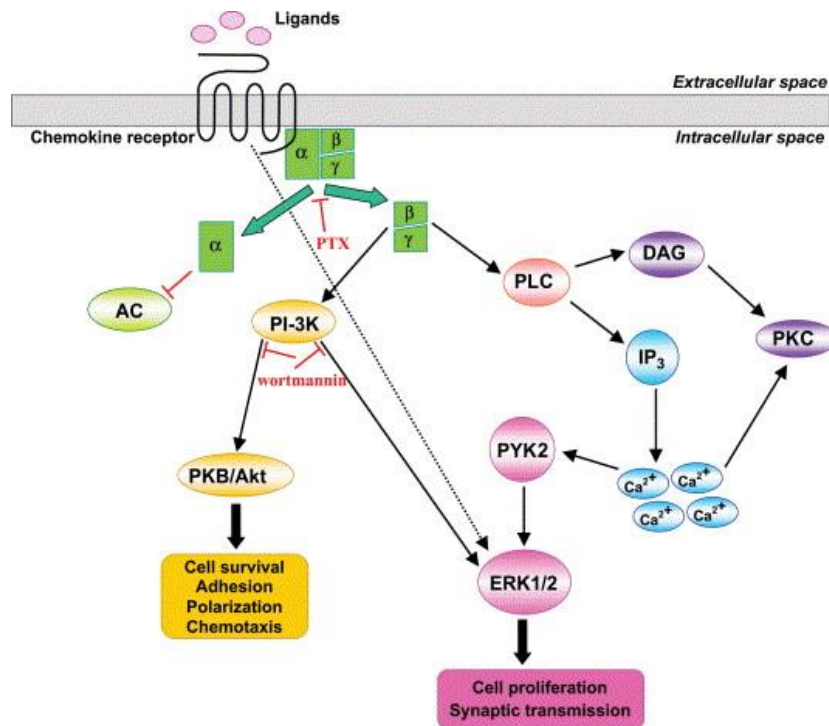 Ligands
Extracellular space
Chemokine receptor
Intracellular space
α
β
γ
α
PTX
β
γ
DAG
PLC
AC
PI-3K
PKC
IP₃
wortmannin
PYK2
PKB/Akt
Ca²⁺
Ca²⁺
Ca²⁺
Ca²⁺
Cell survival
Adhesion
Polarization
Chemotaxis
ERK1/2
Cell proliferation
Synaptic transmission